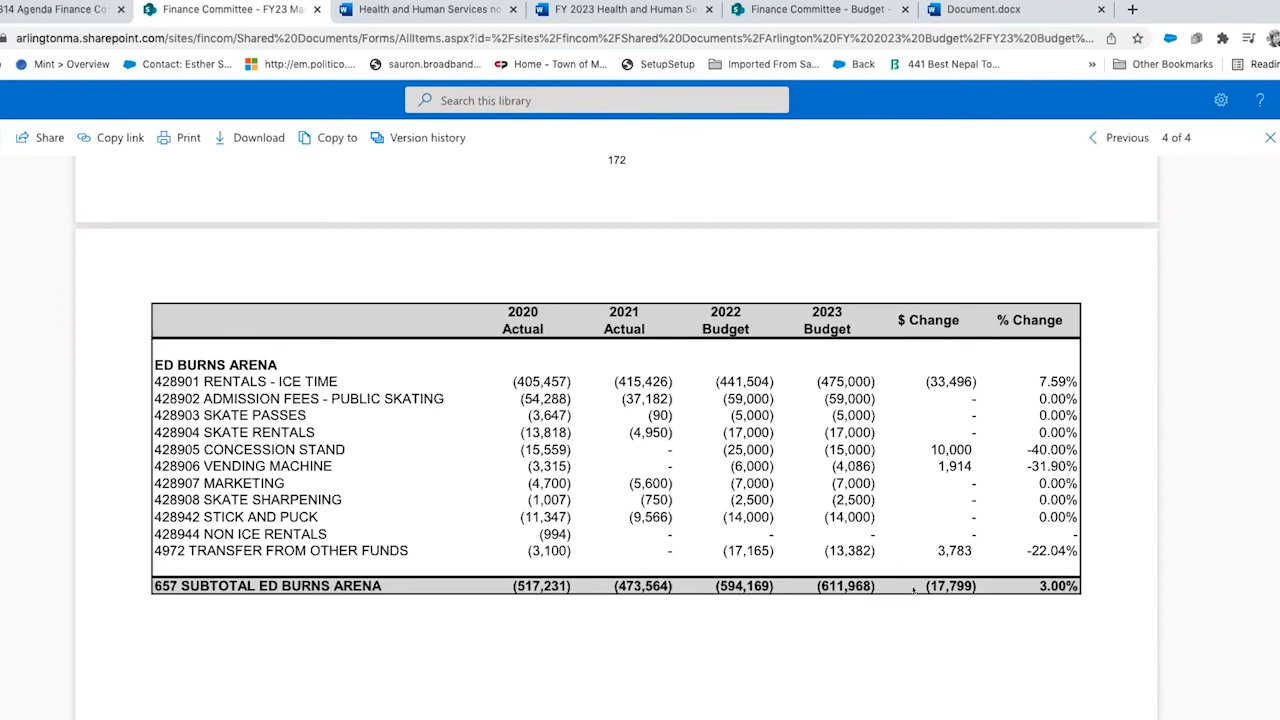 314 Agenda Finance Co
Finance Committee - FY23 Ma
Health and Human Services no
FY 2023 Health and Human Se
Finance Committee - Budget -
Document.docx
arlingtonma.sharepoint.com/sites/fincom/Shared%20Documents/Forms/AllItems.aspx?id=%2Fsites%2Ffincom%2FShared%20Documents%2FArlington%20FY%202023%20Budget%2FFY23%20Budget%...
Mint > Overview
Contact: Esther S...
http://em.politico....
sauron.broadband...
Home - Town of M...
SetupSetup
Imported From Sa...
Back
441 Best Nepal To...
»
Other Bookmarks
Readin
Search this library
Share
Copy link
Print
Download
Copy to
Version history
Previous
4 of 4
172
2020 Actual 2021 Actual 2022 Budget 2023 Budget $ Change % Change
ED BURNS ARENA
428901 RENTALS - ICE TIME (405,457) (415,426) (441,504) (475,000) (33,496) 7.59%
428902 ADMISSION FEES - PUBLIC SKATING (54,288) (37,182) (59,000) (59,000) - 0.00%
428903 SKATE PASSES (3,647) (90) (5,000) (5,000) - 0.00%
428904 SKATE RENTALS (13,818) (4,950) (17,000) (17,000) - 0.00%
428905 CONCESSION STAND (15,559) - (25,000) (15,000) 10,000 -40.00%
428906 VENDING MACHINE (3,315) - (6,000) (4,086) 1,914 -31.90%
428907 MARKETING (4,700) (5,600) (7,000) (7,000) - 0.00%
428908 SKATE SHARPENING (1,007) (750) (2,500) (2,500) - 0.00%
428942 STICK AND PUCK (11,347) (9,566) (14,000) (14,000) - 0.00%
428944 NON ICE RENTALS (994) - - - - -
4972 TRANSFER FROM OTHER FUNDS (3,100) - (17,165) (13,382) 3,783 -22.04%
657 SUBTOTAL ED BURNS ARENA (517,231) (473,564) (594,169) (611,968) (17,799) 3.00%